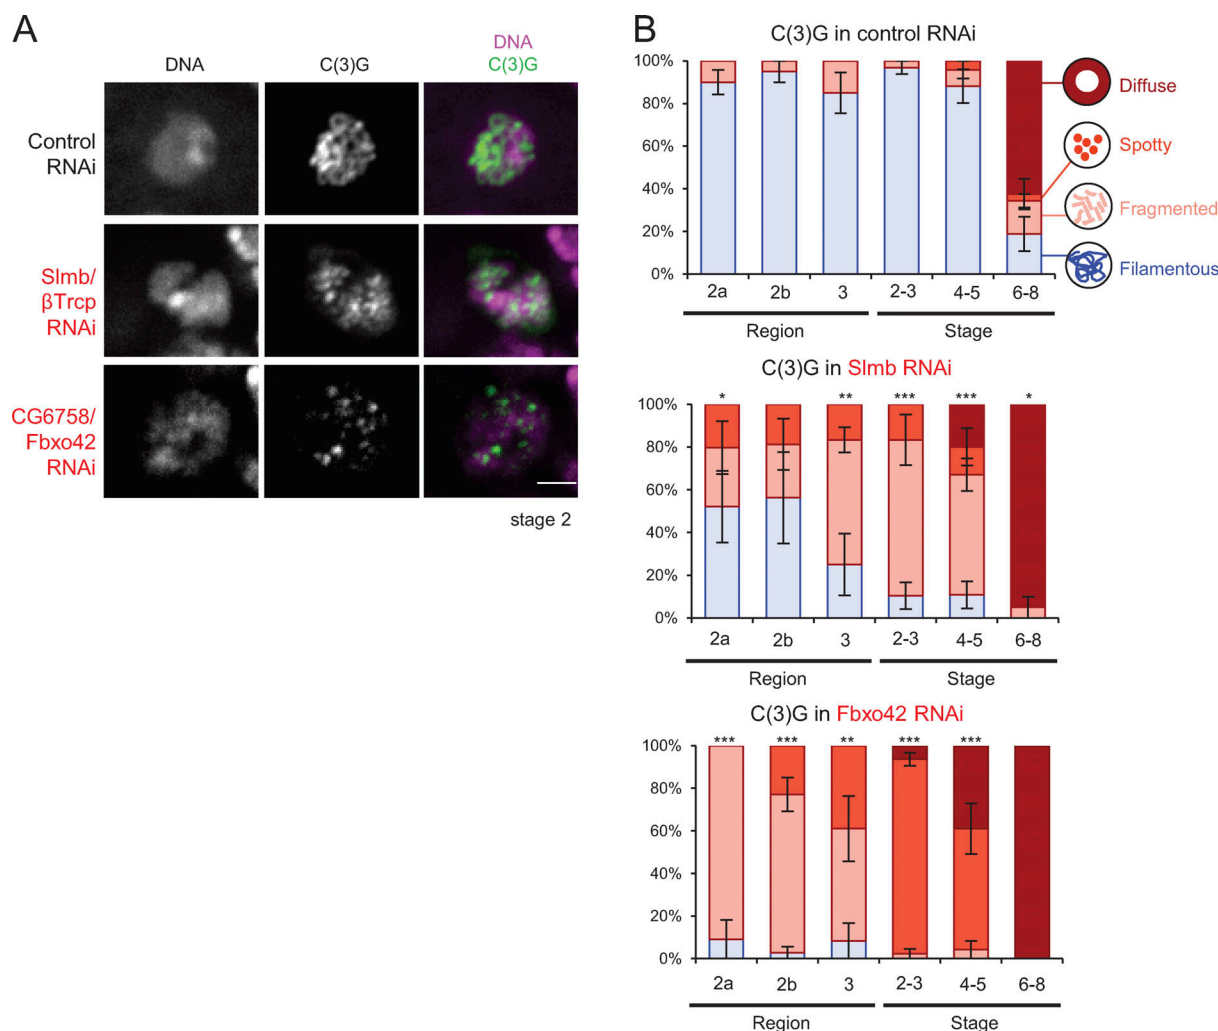 A
DNA
C(3)G
DNA
C(3)G
Control
RNAi
Slmb/
βTrcp
RNAi
CG6758/
Fbxo42
RNAi
stage 2
B
C(3)G in control RNAi
100%
80%
60%
40%
20%
0%
2a
2b
3
2-3
4-5
6-8
Region
Stage
Diffuse
Spotty
Fragmented
Filamentous
C(3)G in Slmb RNAi
* ** *** *** *
100%
80%
60%
40%
20%
0%
2a
2b
3
2-3
4-5
6-8
Region
Stage
C(3)G in Fbxo42 RNAi
*** *** ** *** ***
100%
80%
60%
40%
20%
0%
2a
2b
3
2-3
4-5
6-8
Region
Stage